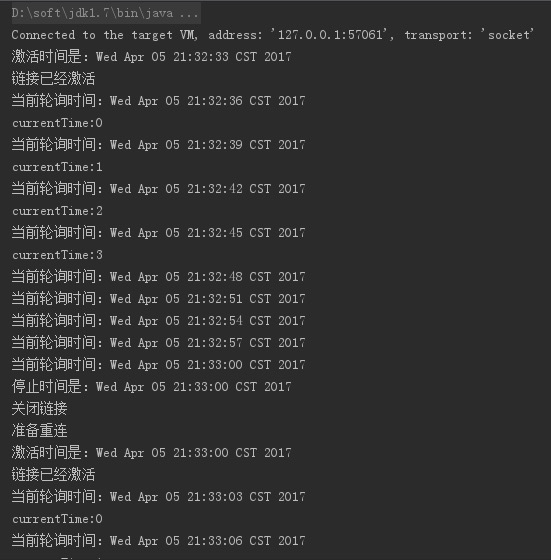 D:\soft\jdk1.7\bin\java ...
Connected to the target VM, address: '127.0.0.1:57061', transport: 'socket'
激活时间是：Wed Apr 05 21:32:33 CST 2017
链接已经激活
当前轮询时间：Wed Apr 05 21:32:36 CST 2017
currentTime:0
当前轮询时间：Wed Apr 05 21:32:39 CST 2017
currentTime:1
当前轮询时间：Wed Apr 05 21:32:42 CST 2017
currentTime:2
当前轮询时间：Wed Apr 05 21:32:45 CST 2017
currentTime:3
当前轮询时间：Wed Apr 05 21:32:48 CST 2017
当前轮询时间：Wed Apr 05 21:32:51 CST 2017
当前轮询时间：Wed Apr 05 21:32:54 CST 2017
当前轮询时间：Wed Apr 05 21:32:57 CST 2017
当前轮询时间：Wed Apr 05 21:33:00 CST 2017
停止时间是：Wed Apr 05 21:33:00 CST 2017
关闭链接
准备重连
激活时间是：Wed Apr 05 21:33:00 CST 2017
链接已经激活
当前轮询时间：Wed Apr 05 21:33:03 CST 2017
currentTime:0
当前轮询时间：Wed Apr 05 21:33:06 CST 2017